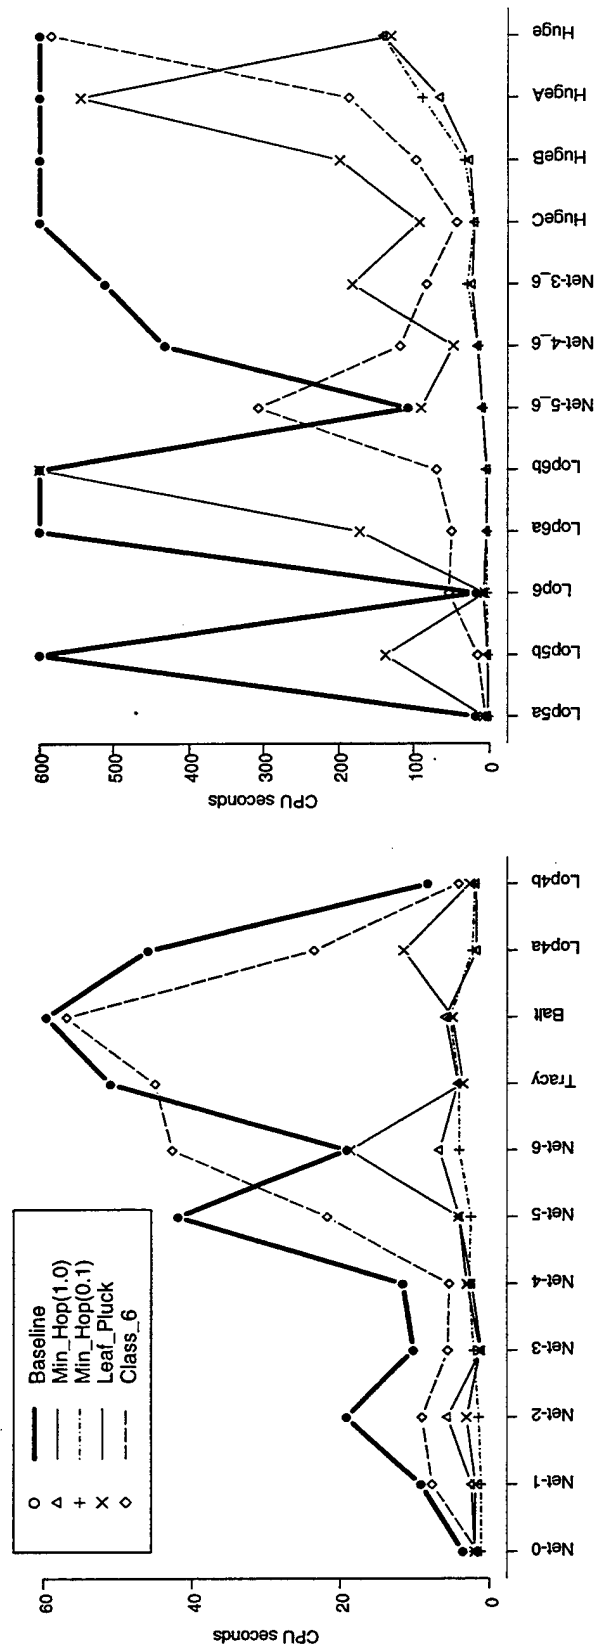 Baseline
Min_Hop(1.0)
Min_Hop(0.1)
Leaf_Pluck
Class_6
CPU seconds
60
40
20
0
Net-0
Net-1
Net-2
Net-3
Net-4
Net-5
Net-6
Tracy
Balt
Lop4a
Lop4b
CPU seconds
600
500
400
300
200
100
0
Lop5a
Lop5b
Lop6
Lop6a
Lop6b
Net-5_6
Net-4_6
Net-3_6
HugeC
HugeB
HugeA
Huge